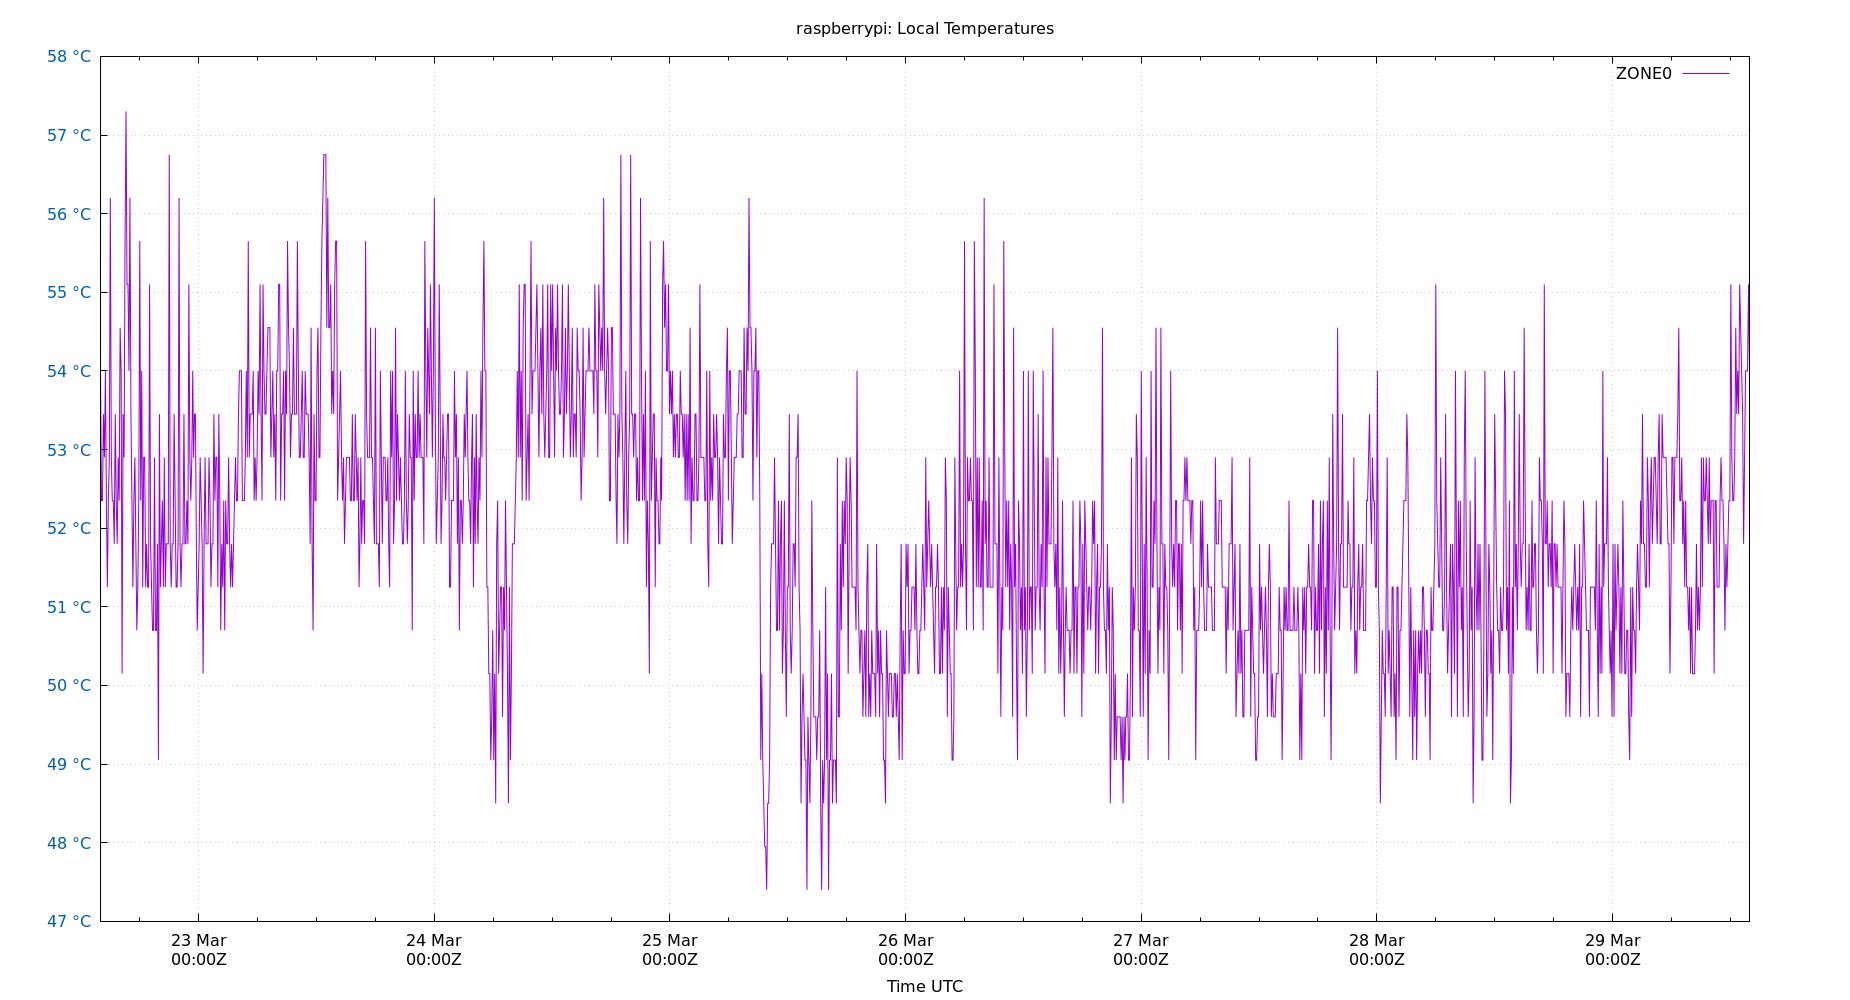 raspberrypi: Local Temperatures
ZONE0
58 °C
57 °C
56 °C
55 °C
54 °C
53 °C
52 °C
51 °C
50 °C
49 °C
48 °C
47 °C
23 Mar 24 Mar 25 Mar 26 Mar 27 Mar 28 Mar 29 Mar
00:00Z 00:00Z 00:00Z 00:00Z 00:00Z 00:00Z 00:00Z
Time UTC